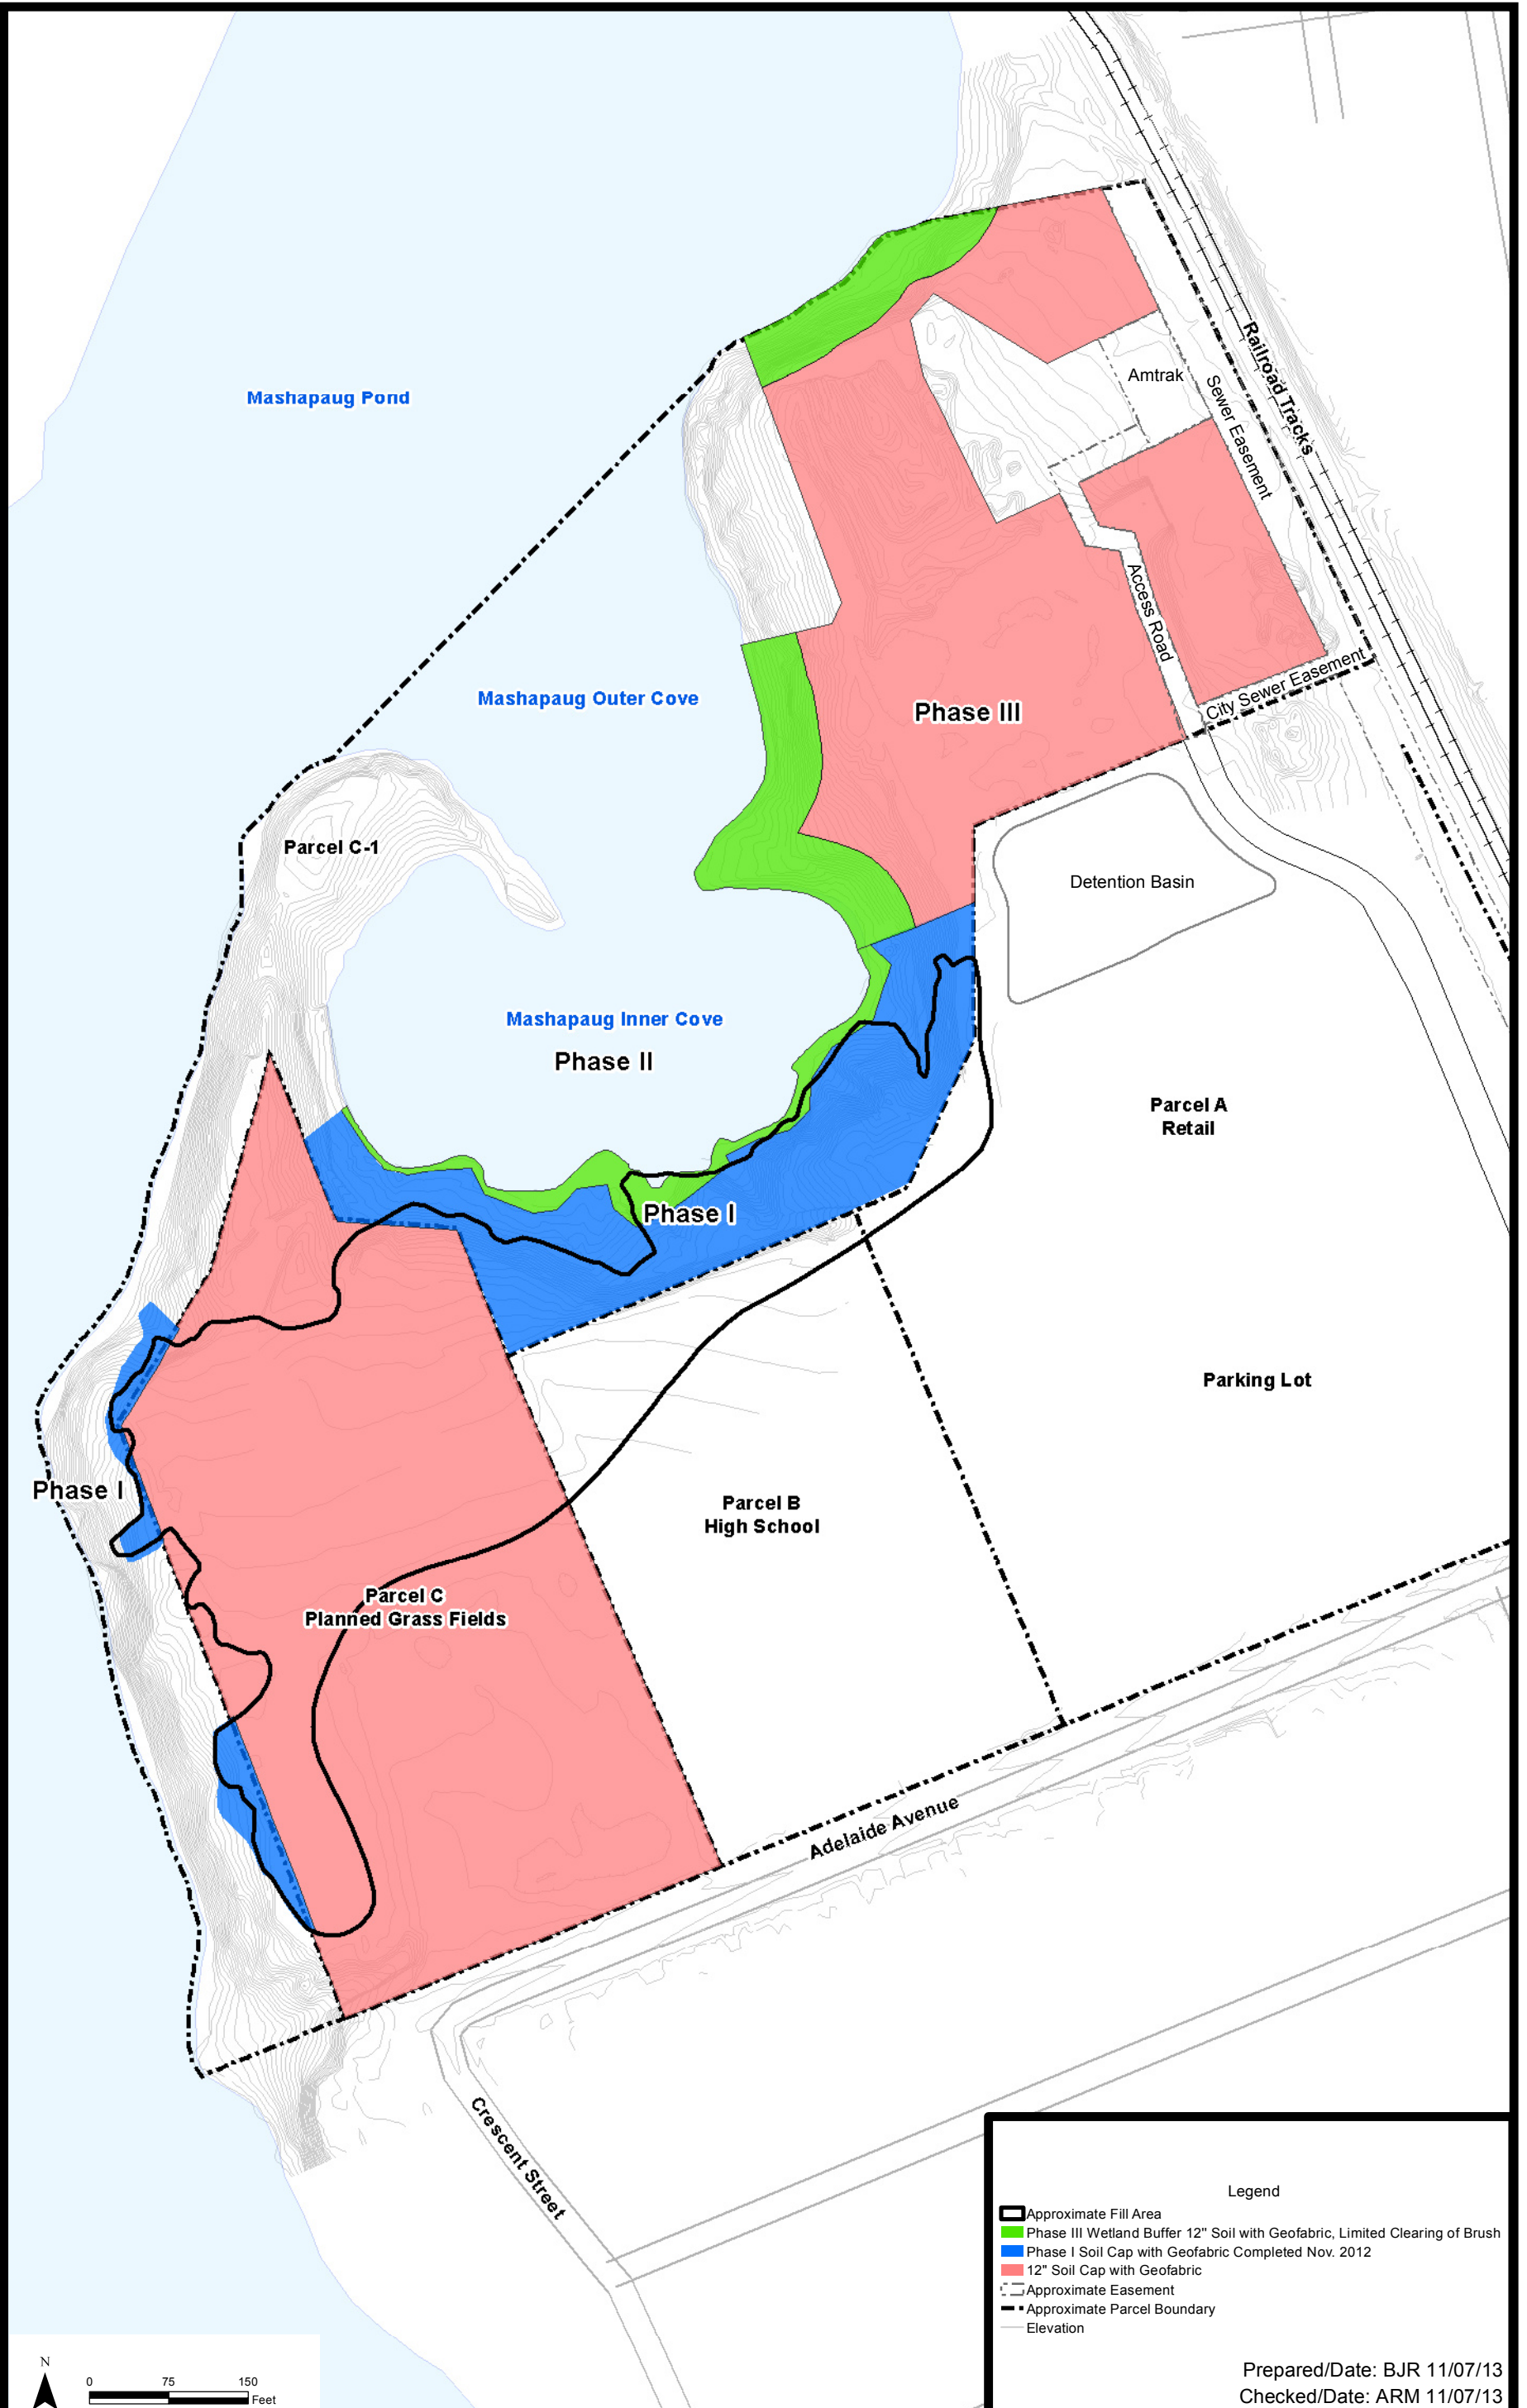 Railroad Tracks
Amtrak
Sewer Easement
Mashapaug Pond
Access Road
City Sewer Easement
Mashapaug Outer Cove
Phase III
Parcel C-1
Detention Basin
Mashapaug Inner Cove
Phase II
Parcel A
Retail
Phase I
Parking Lot
Phase I
Parcel B
High School
Parcel C
Planned Grass Fields
Adelaide Avenue
Crescent Street
Legend
Approximate Fill Area
Phase III Wetland Buffer 12" Soil with Geofabric, Limited Clearing of Brush
Phase I Soil Cap with Geofabric Completed Nov. 2012
12" Soil Cap with Geofabric
Approximate Easement
Approximate Parcel Boundary
Elevation
Prepared/Date: BJR 11/07/13
Checked/Date: ARM 11/07/13
N
0 75 150
Feet